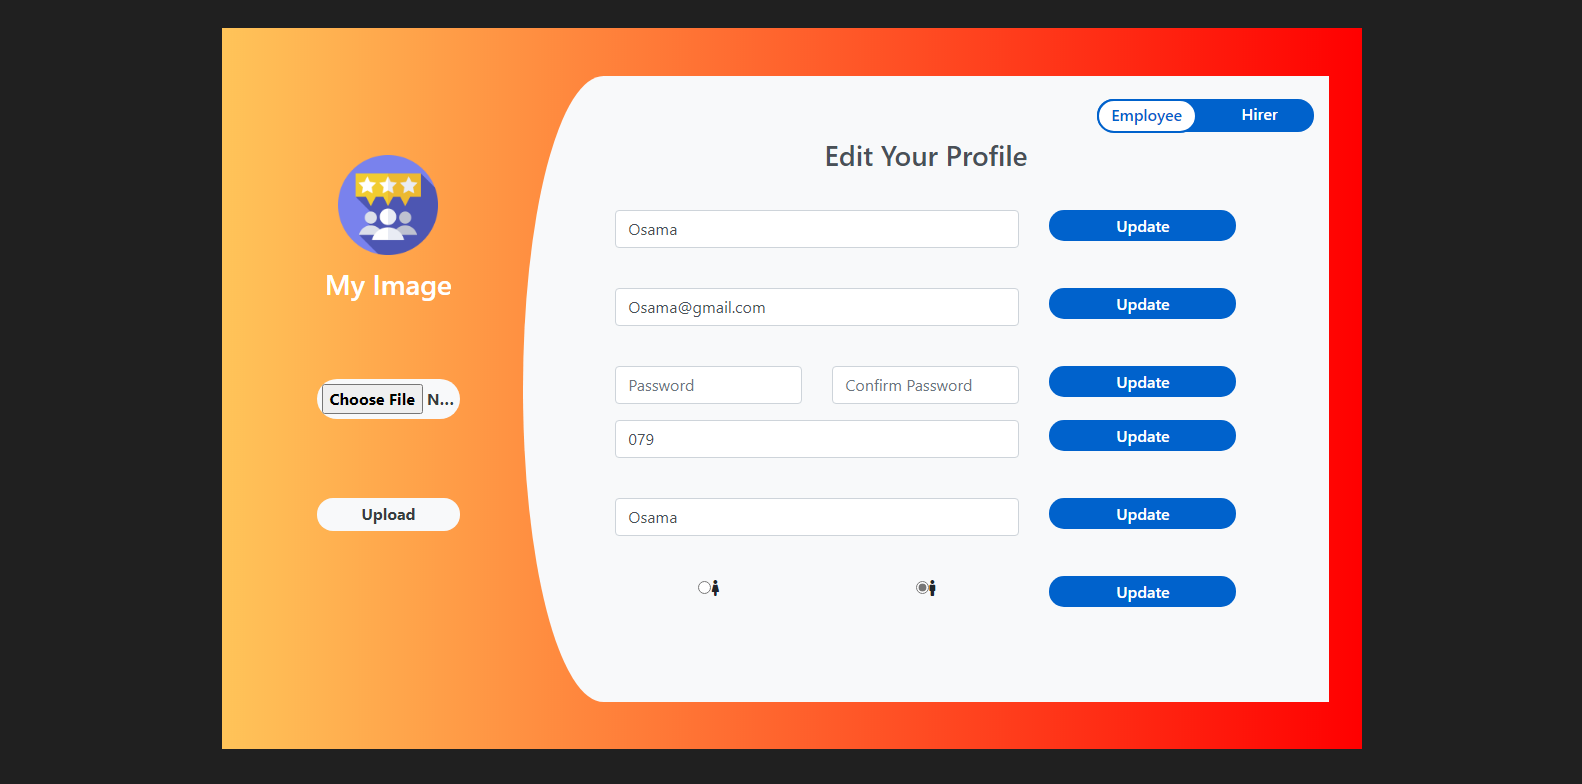 Employee Hirer
Edit Your Profile
My Image
Choose File N...
Upload
Osama Update
Osama@gmail.com Update
Password Confirm Password Update
079 Update
Osama Update
Update